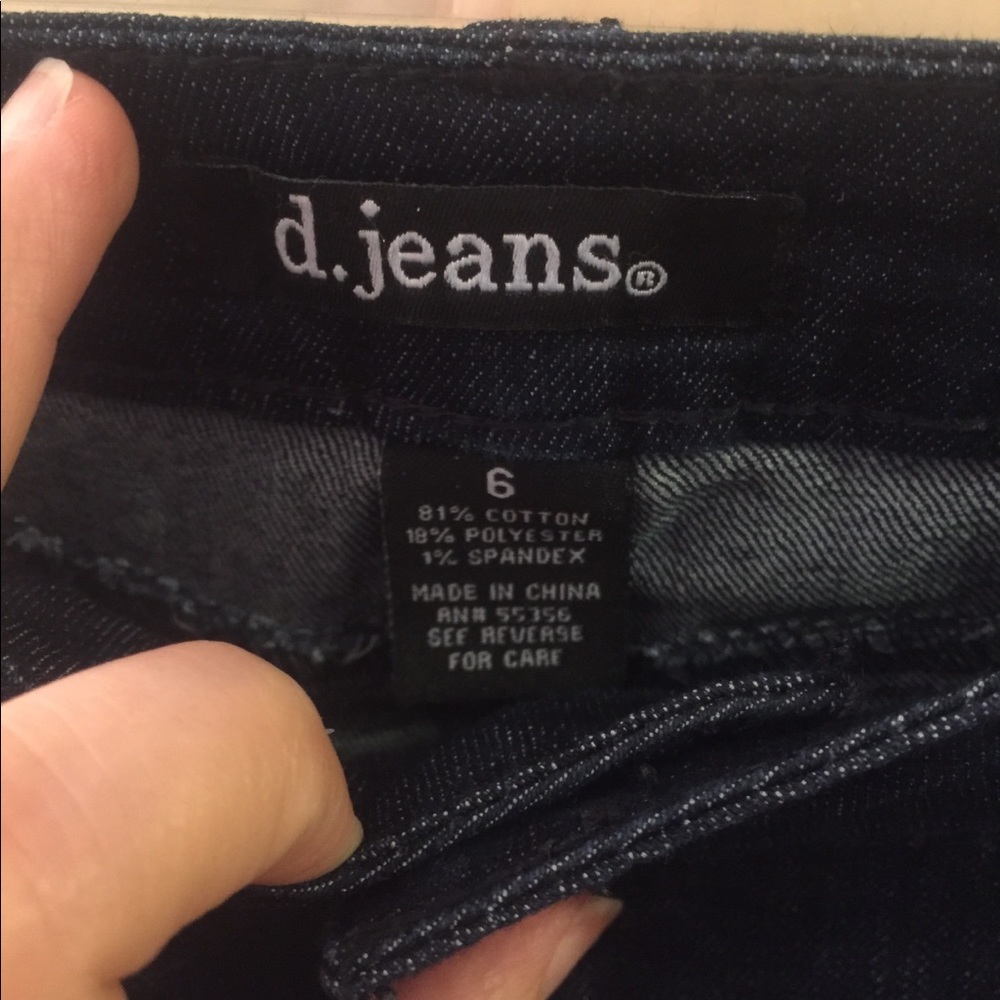 d.jeans®
6
81% COTTON
18% POLYESTER
1% SPANDEX
MADE IN CHINA
RN# 55356
SEE REVERSE
FOR CARE